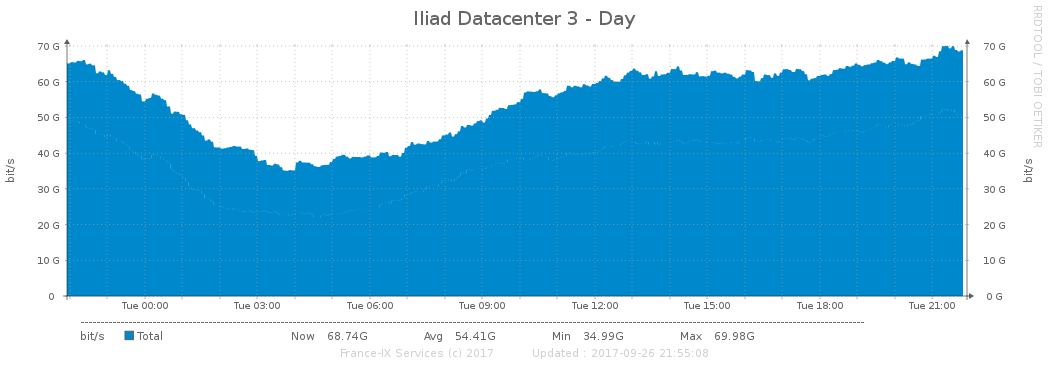 Iliad Datacenter 3 - Day
RRDTOOL / TOBI OETIKER
bit/s
70 G 70 G
60 G 60 G
50 G 50 G
40 G 40 G
30 G 30 G
20 G 20 G
10 G 10 G
0 0 G
bit/s
Tue 00:00 Tue 03:00 Tue 06:00 Tue 09:00 Tue 12:00 Tue 15:00 Tue 18:00 Tue 21:00
bit/s Total Now 68.74G Avg 54.41G Min 34.99G Max 69.98G
France-IX Services (c) 2017 Updated : 2017-09-26 21:55:08